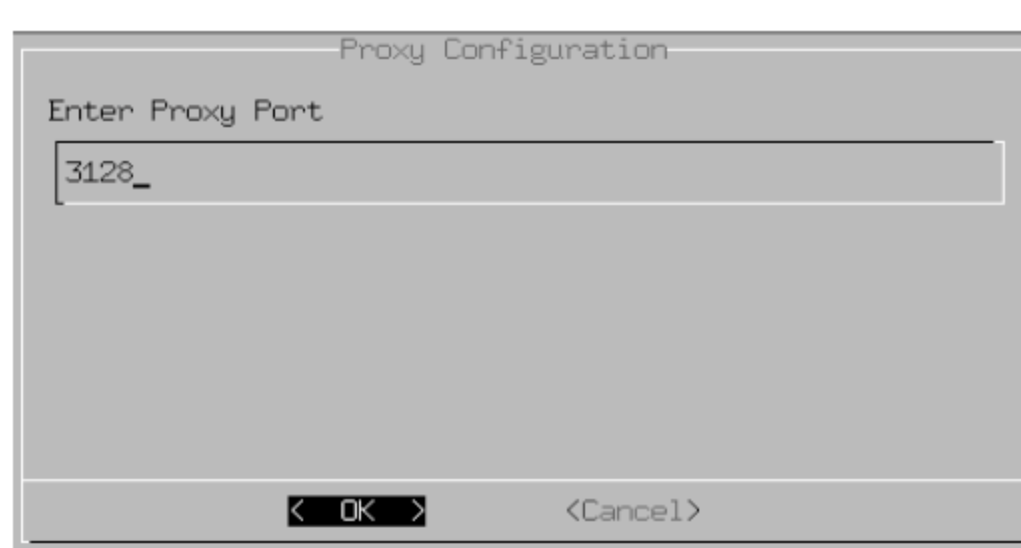 Proxy Configuration
Enter Proxy Port
3128_
< OK > <Cancel>